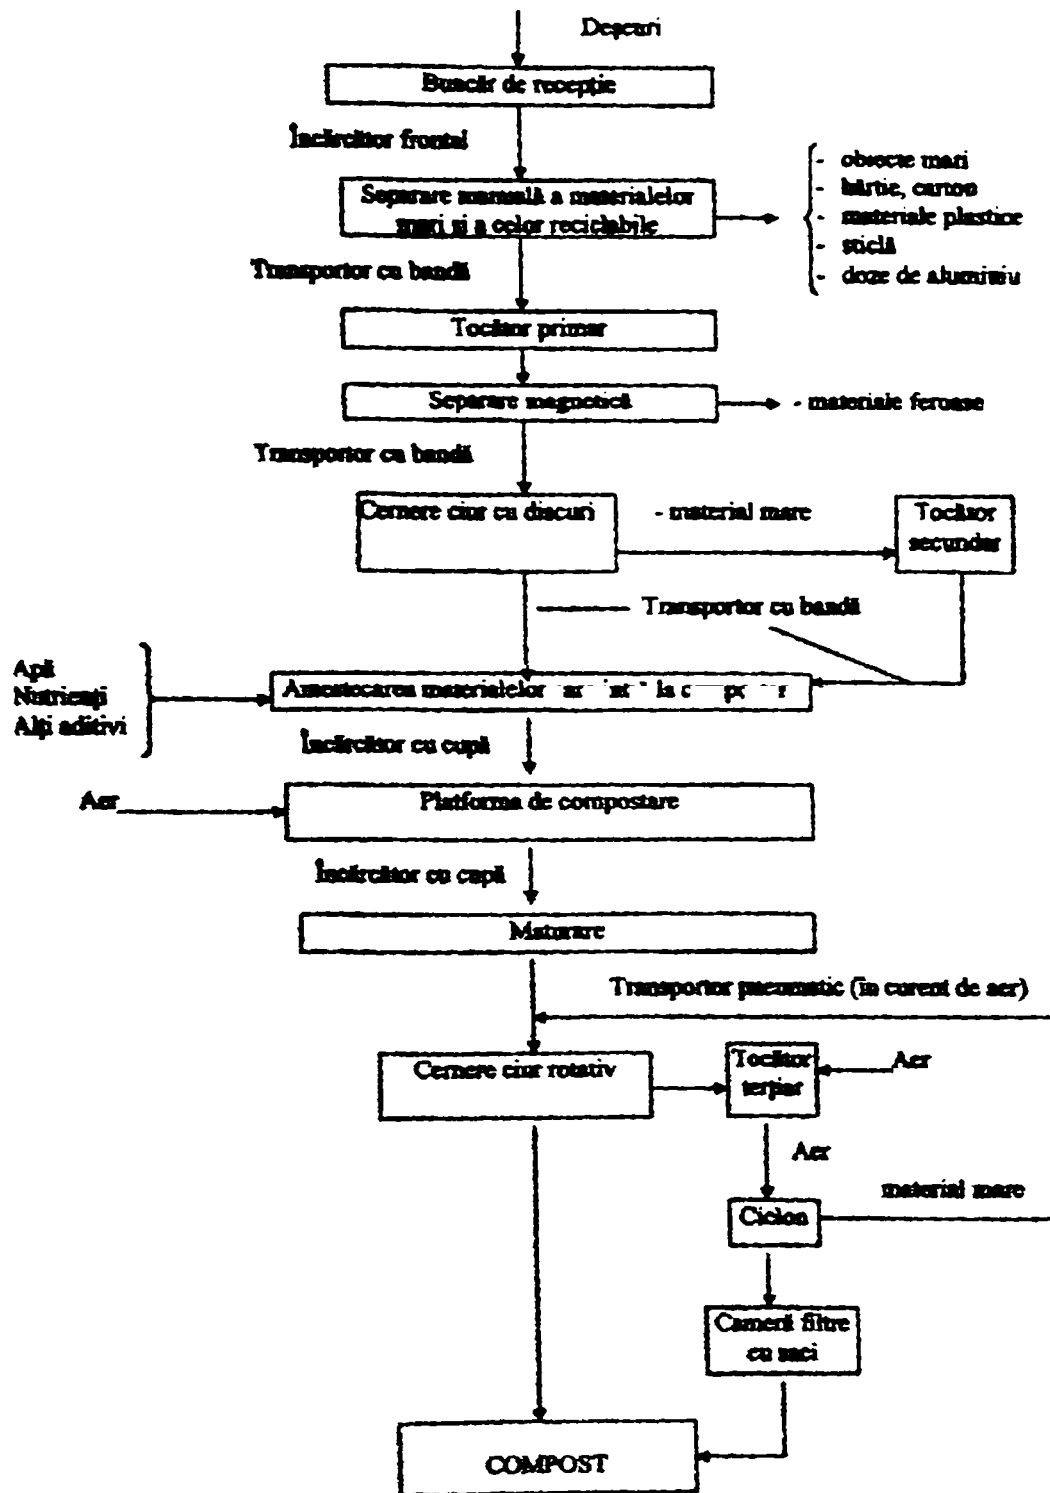 Deşeuri
Buncăr de recepţie
Încărcător frontal
Separare manuală a materialelor
mari şi a celor reciclabile
- obiecte mari
- hârtie, carton
- materiale plastice
- sticlă
- doze de aluminiu
Transportor cu bandă
Tocător primar
Separare magnetică
- materiale feroase
Transportor cu bandă
Cernere ciur cu discuri
- material mare
Tocător
secundar
Transportor cu bandă
Apă
Nutrienţi
Alţi aditivi
Amestecarea materialelor la
Încărcător cu cupă
Aer
Platforma de compostare
Încărcător cu cupă
Maturare
Transportor pneumatic (în curent de aer)
Cernere ciur rotativ
Tocător
terţiar
Aer
Aer
material mare
Ciclon
Cameră filtre
cu saci
COMPOST